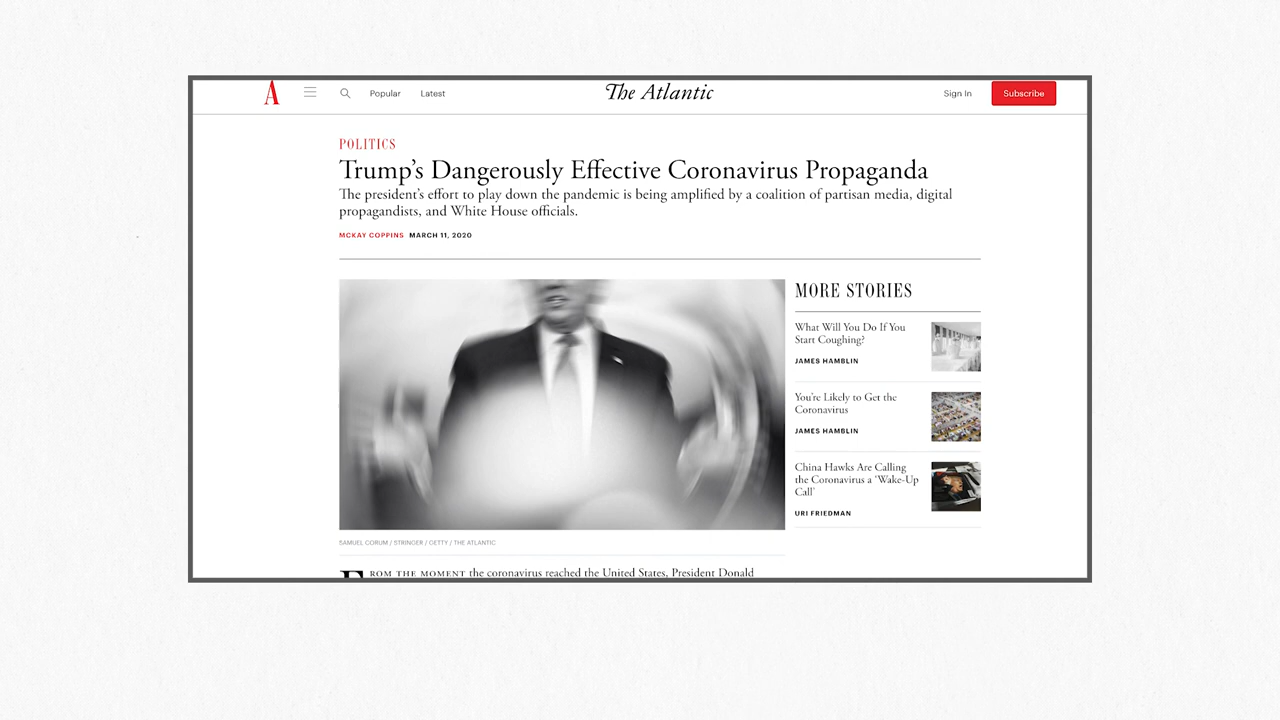 A
Popular
Latest
The Atlantic
Sign In
Subscribe
POLITICS
Trump’s Dangerously Effective Coronavirus Propaganda
The president’s effort to play down the pandemic is being amplified by a coalition of partisan media, digital
propagandists, and White House officials.
MCKAY COPPINS MARCH 11, 2020
SAMUEL CORUM / STRINGER / GETTY / THE ATLANTIC
FROM THE MOMENT the coronavirus reached the United States, President Donald
MORE STORIES
What Will You Do If You
Start Coughing?
JAMES HAMBLIN
You’re Likely to Get the
Coronavirus
JAMES HAMBLIN
China Hawks Are Calling
the Coronavirus a ‘Wake-Up
Call’
URI FRIEDMAN